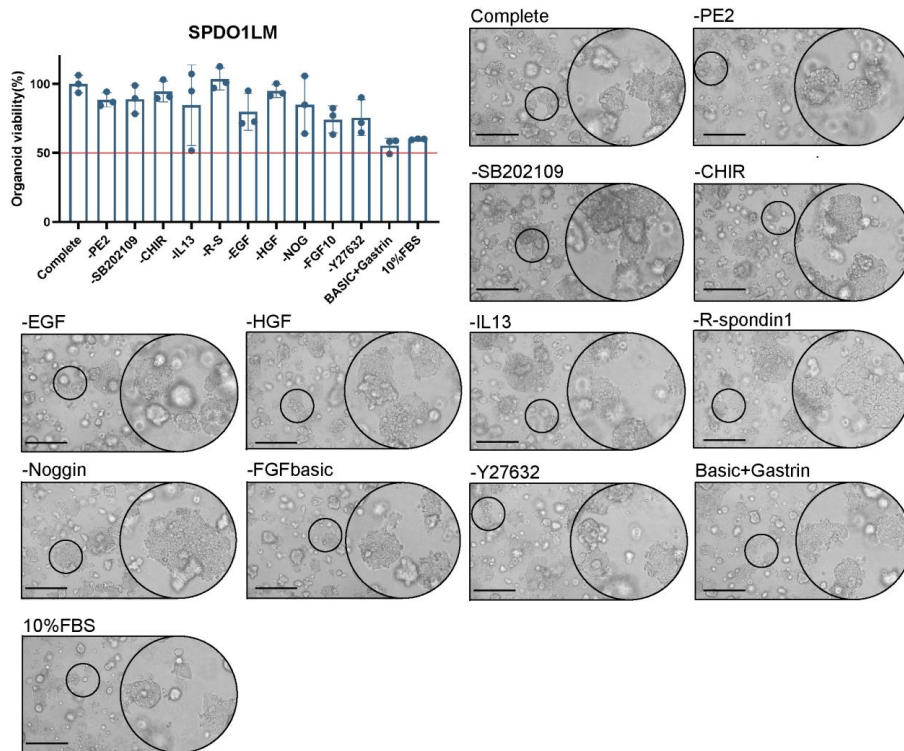 SPDO1LM
Organoid viability(%)
100
50
0
Complete
-PE2
-SB202109
-CHIR
-IL13
-R-S
-EGF
-HGF
-NOG
-FGF10
-Y27632
BASIC+Gastrin
10%FBS
Complete
-PE2
-SB202109
-CHIR
-EGF
-HGF
-IL13
-R-spondin1
-Noggin
-FGFbasic
-Y27632
Basic+Gastrin
10%FBS